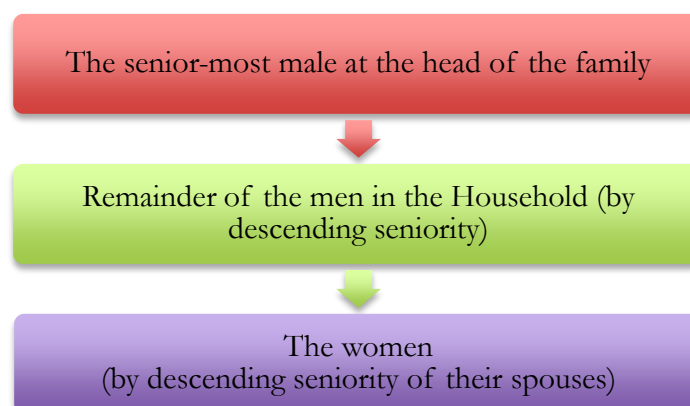 The senior-most male at the head of the family
Remainder of the men in the Household (by
descending seniority)
The women
(by descending seniority of their spouses)